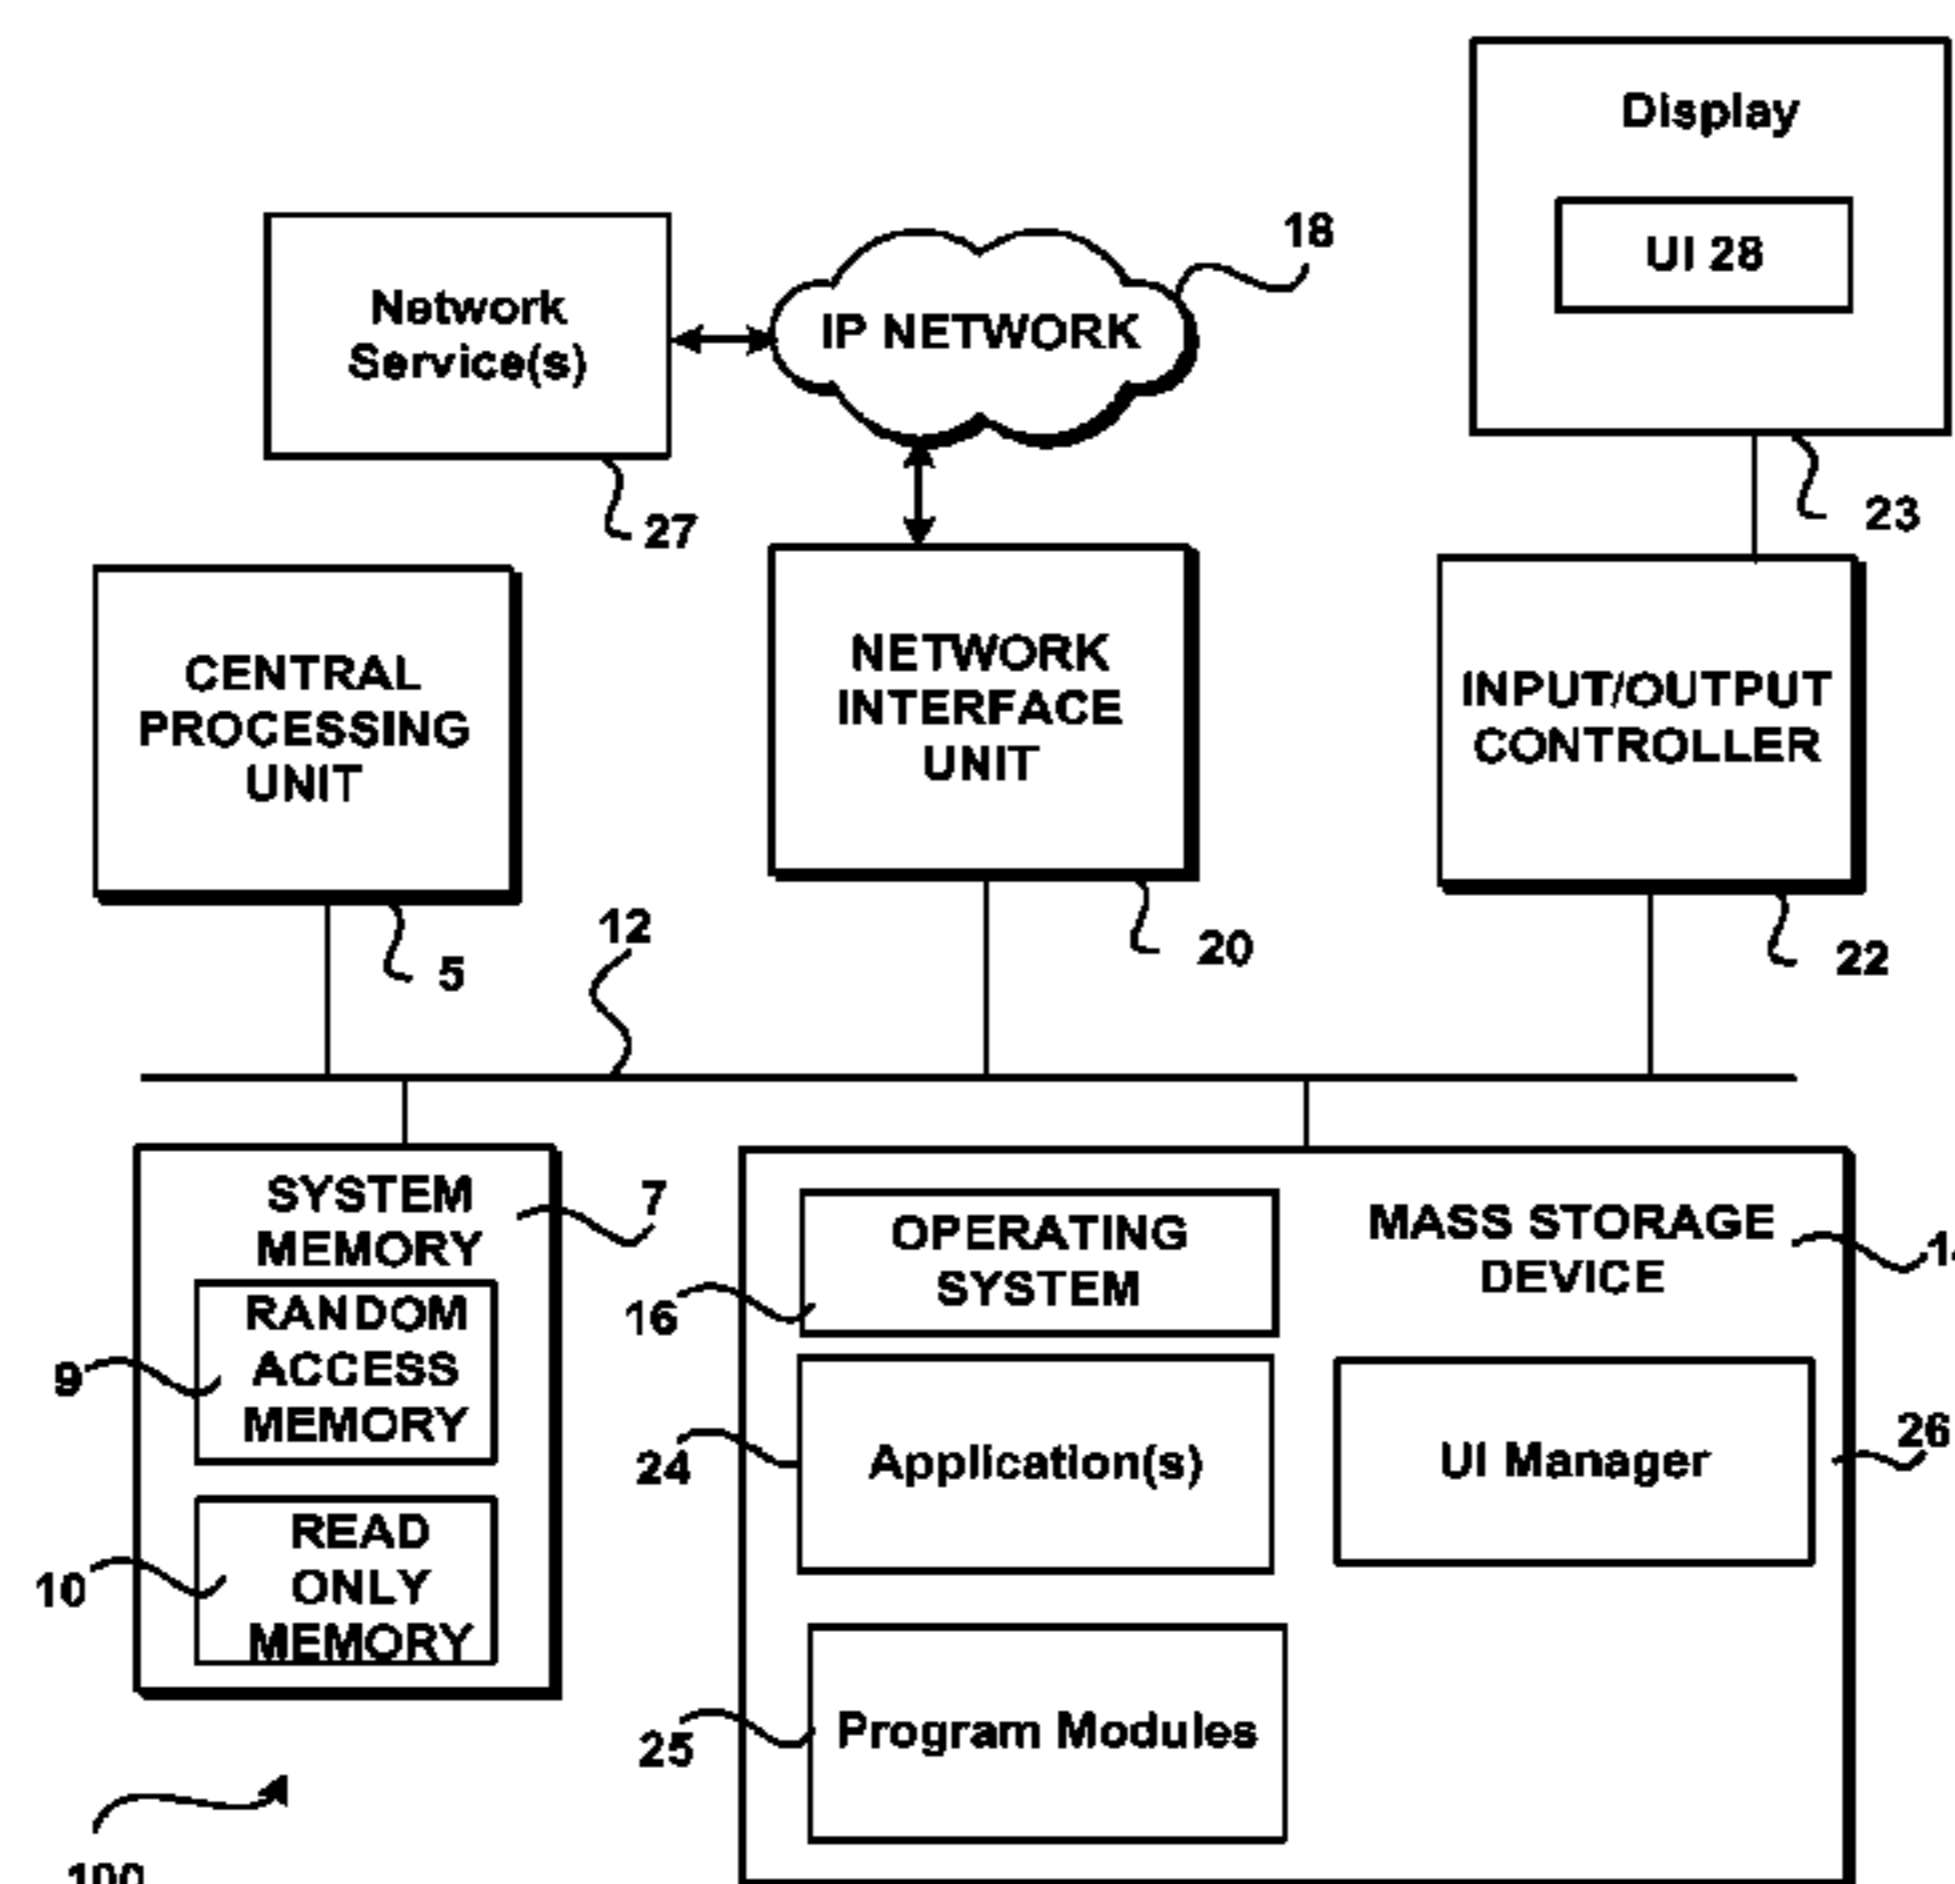 Display
UI 28
18
Network
Service(s)
IP NETWORK
27
23
CENTRAL
PROCESSING
UNIT
NETWORK
INTERFACE
UNIT
INPUT/OUTPUT
CONTROLLER
5
12
20
22
SYSTEM
MEMORY
7
RANDOM
ACCESS
MEMORY
9
READ
ONLY
MEMORY
10
OPERATING
SYSTEM
16
MASS STORAGE
DEVICE
Application(s)
24
UI Manager
26
Program Modules
25
100